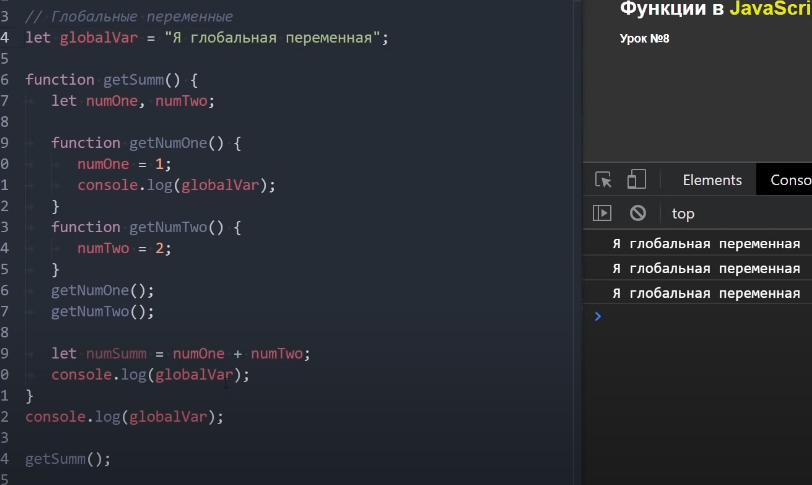 3 // Глобальные переменные
4 let globalVar = "Я глобальная переменная";
5
6 function getSumm() {
7 let numOne, numTwo;
8
9 function getNumOne() {
0 numOne = 1;
1 console.log(globalVar);
2 }
3 function getNumTwo() {
4 numTwo = 2;
5 }
6 getNumOne();
7 getNumTwo();
8
9 let numSumm = numOne + numTwo;
0 console.log(globalVar);
1 }
2 console.log(globalVar);
3
4 getSumm();
5
Функции в JavaScri
Урок №8
Elements Conso
top
Я глобальная переменная
Я глобальная переменная
Я глобальная переменная
>